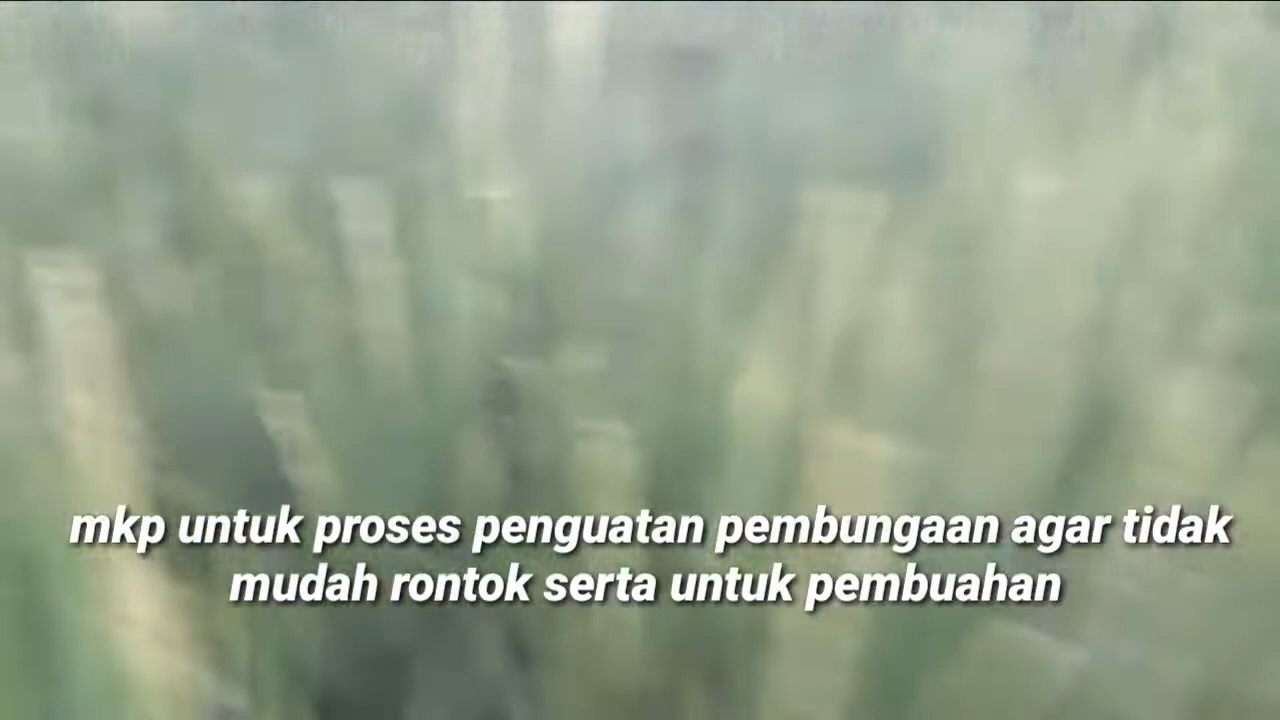 mkp untuk proses penguatan pembungaan agar tidak
mudah rontok serta untuk pembuahan